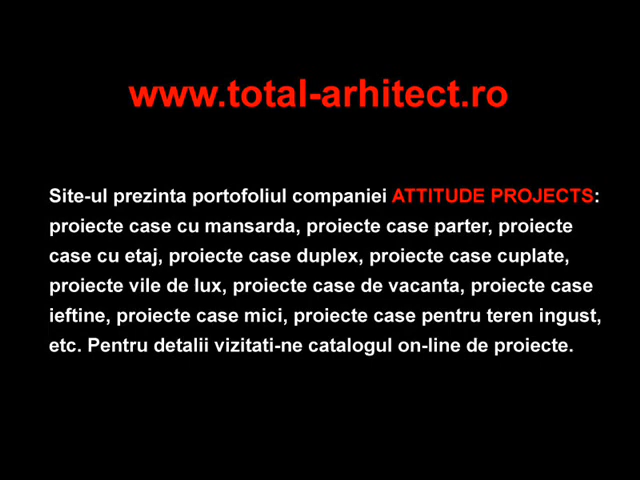 www.total-arhitect.ro
Site-ul prezinta portofoliul companiei ATTITUDE PROJECTS:
proiecte case cu mansarda, proiecte case parter, proiecte
case cu etaj, proiecte case duplex, proiecte case cuplate,
proiecte vile de lux, proiecte case de vacanta, proiecte case
ieftine, proiecte case mici, proiecte case pentru teren ingust,
etc. Pentru detalii vizitati-ne catalogul on-line de proiecte.